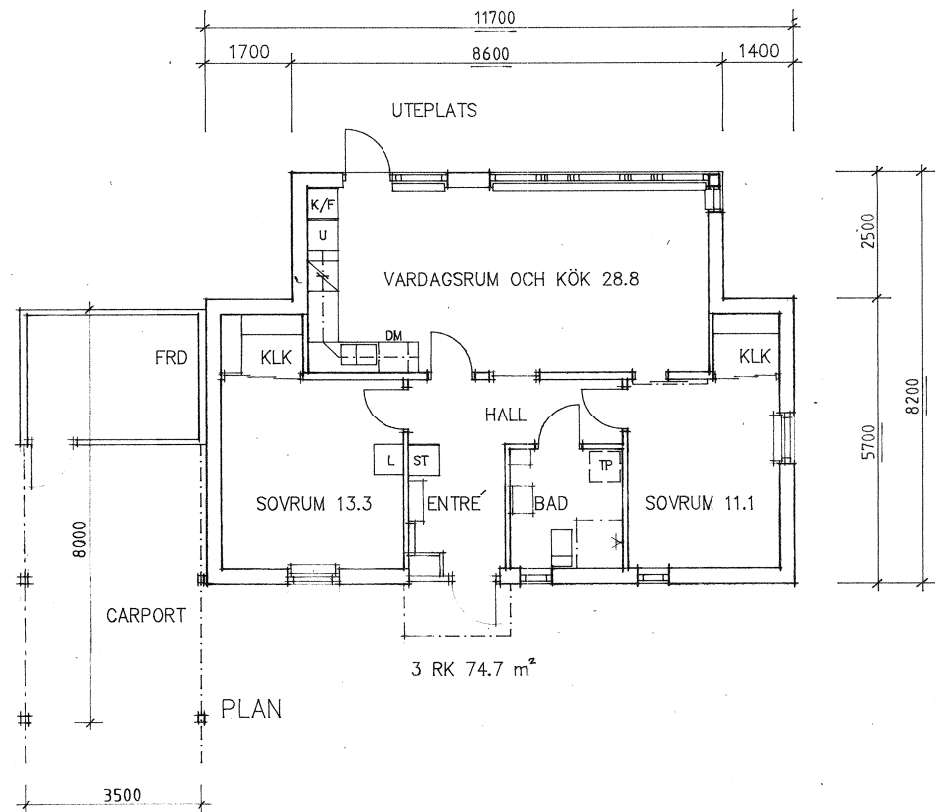 11700
1700
8600
1400
UTEPLATS
K/F
U
2500
VARDAGSRUM OCH KÖK 28.8
DM
FRD
KLK
KLK
8200
HALL
5700
L
ST
TP
SOVRUM 13.3
ENTRÉ
BAD
SOVRUM 11.1
8000
CARPORT
3 RK 74.7 m²
PLAN
3500